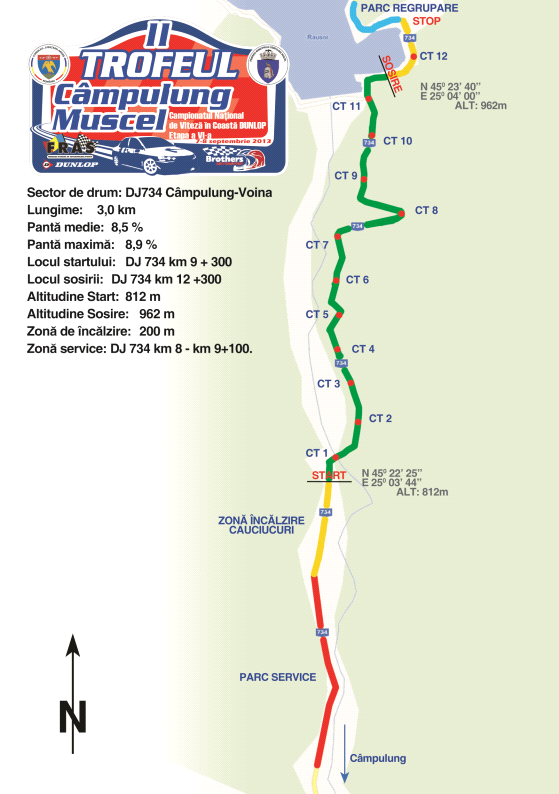 II
TROFEUL
Câmpulung
Muscel
Campionatul Național
de Viteză în Coastă DUNLOP
Etapa a VI-a
7-8 septembrie 2013
F.R.A.S
DUNLOP
Brothers
Sector de drum: DJ734 Câmpulung-Voina
Lungime: 3,0 km
Pantă medie: 8,5 %
Pantă maximă: 8,9 %
Locul startului: DJ 734 km 9 + 300
Locul sosirii: DJ 734 km 12 +300
Altitudine Start: 812 m
Altitudine Sosire: 962 m
Zonă de încălzire: 200 m
Zonă service: DJ 734 km 8 - km 9+100.
PARC REGRUPARE
STOP
Rausor
734
CT 12
SOSIRE
N 45⁰ 23' 40"
E 25⁰ 04' 00"
ALT: 962m
CT 11
CT 10
734
CT 9
CT 8
734
CT 7
CT 6
CT 5
CT 4
734
CT 3
CT 2
CT 1
START
N 45⁰ 22' 25"
E 25⁰ 03' 44"
ALT: 812m
734
ZONĂ ÎNCĂLZIRE
CAUCIUCURI
734
PARC SERVICE
N
Câmpulung